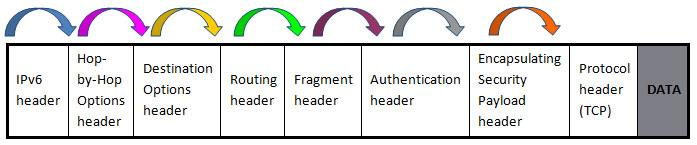 IPv6
header
Hop-
by-Hop
Options
header
Destination
Options
header
Routing
header
Fragment
header
Authentication
header
Encapsulating
Security
Payload
header
Protocol
header
(TCP)
DATA